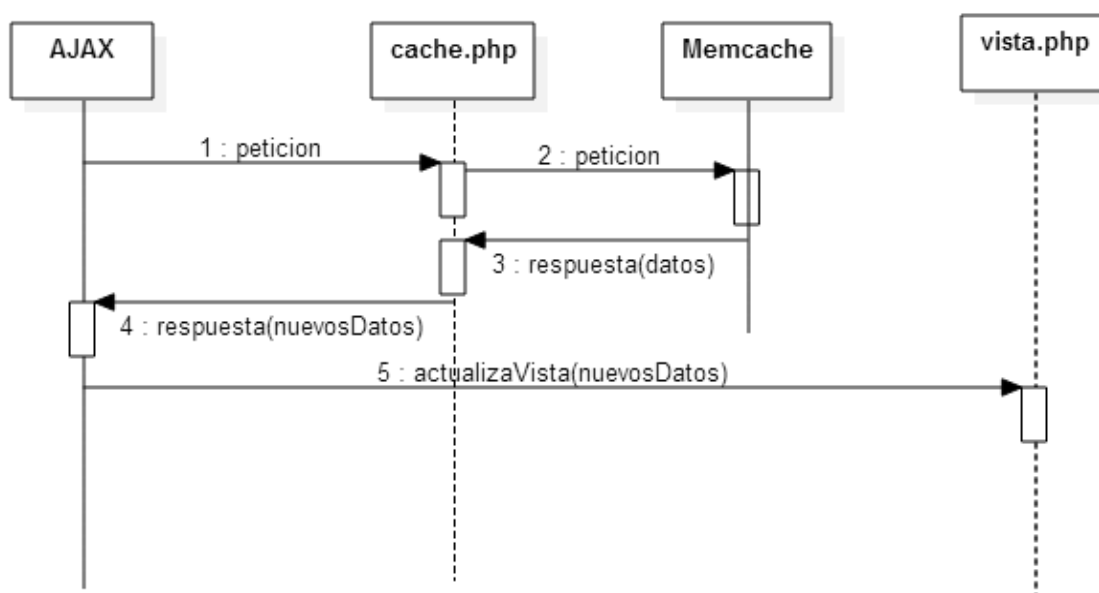 AJAX
cache.php
Memcache
vista.php
1 : peticion
2 : peticion
3 : respuesta(datos)
4 : respuesta(nuevosDatos)
5 : actualizaVista(nuevosDatos)